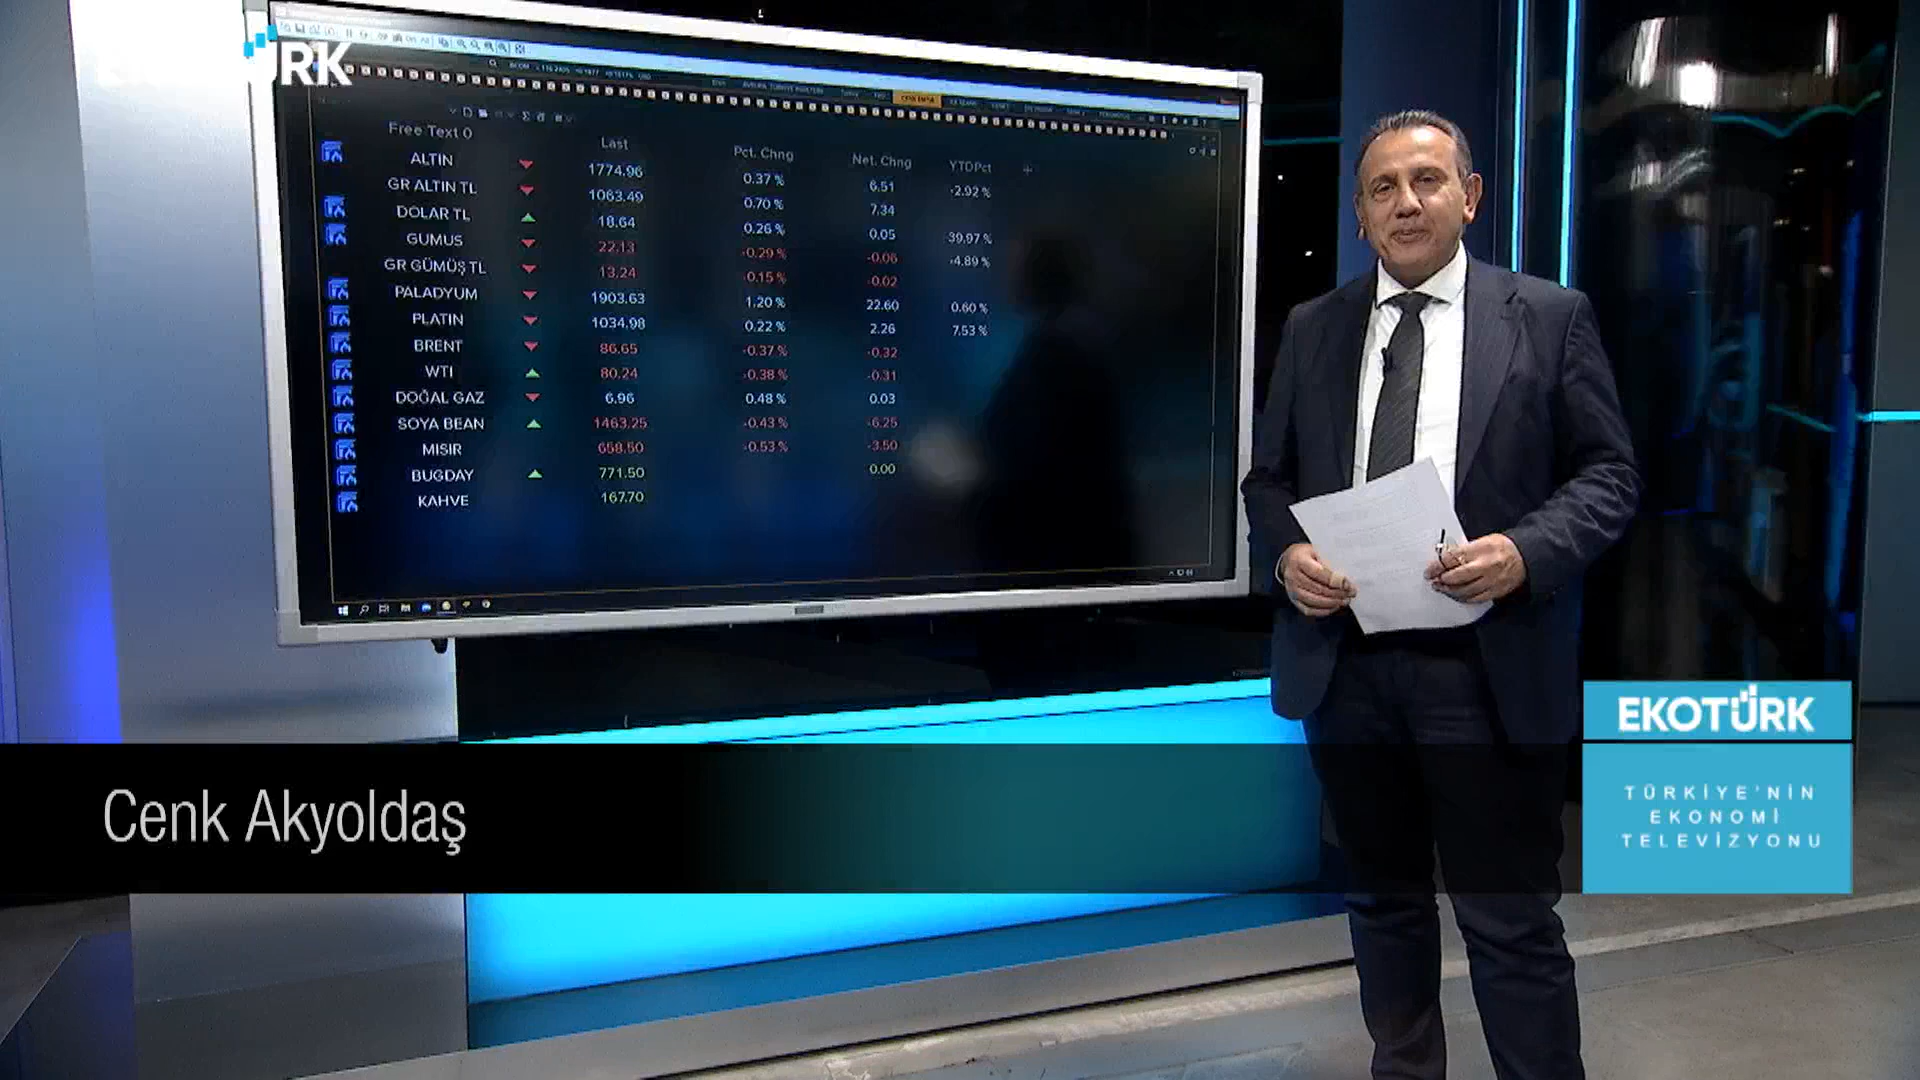 EKOTÜRK
Free Text 0 Last Pct. Chng Net. Chng YTDPct
ALTIN 1774.96 0.37 % 6.51 -2.92 %
GR ALTIN TL 1063.49 0.70 % 7.34
DOLAR TL 18.64 0.26 % 0.05 39.97 %
GUMUS 22.13 -0.29 % -0.06 -4.89 %
GR GÜMÜŞ TL 13.24 -0.15 % -0.02
PALADYUM 1903.63 1.20 % 22.60 0.60 %
PLATIN 1034.98 0.22 % 2.26 7.53 %
BRENT 86.65 -0.37 % -0.32
WTI 80.24 -0.38 % -0.31
DOĞAL GAZ 6.96 0.48 % 0.03
SOYA BEAN 1463.25 -0.43 % -6.25
MISIR 658.50 -0.53 % -3.50
BUGDAY 771.50 0.00
KAHVE 167.70
EKOTÜRK
TÜRKİYE'NİN
EKONOMİ
TELEVİZYONU
Cenk Akyoldaş